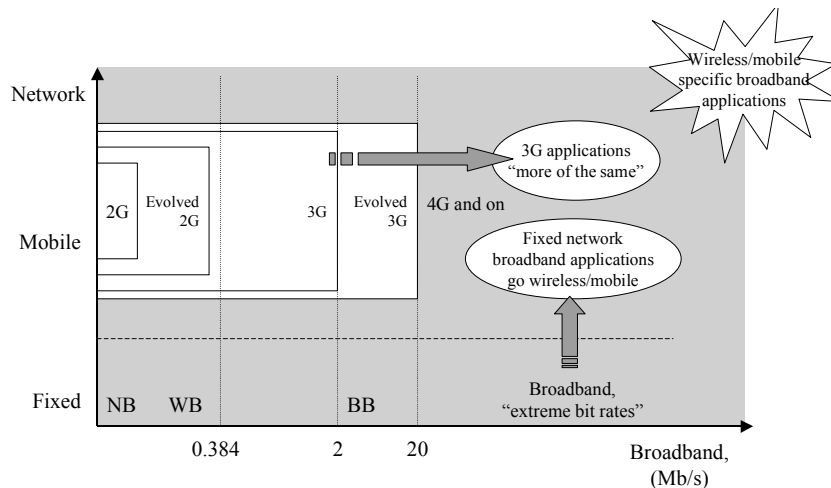 Wireless/mobile
specific broadband
applications
Network
3G applications
“more of the same”
2G
Evolved
2G
3G
Evolved
3G
4G and on
Mobile
Fixed network
broadband applications
go wireless/mobile
Fixed
NB
WB
BB
Broadband,
“extreme bit rates”
0.384
2
20
Broadband,
(Mb/s)